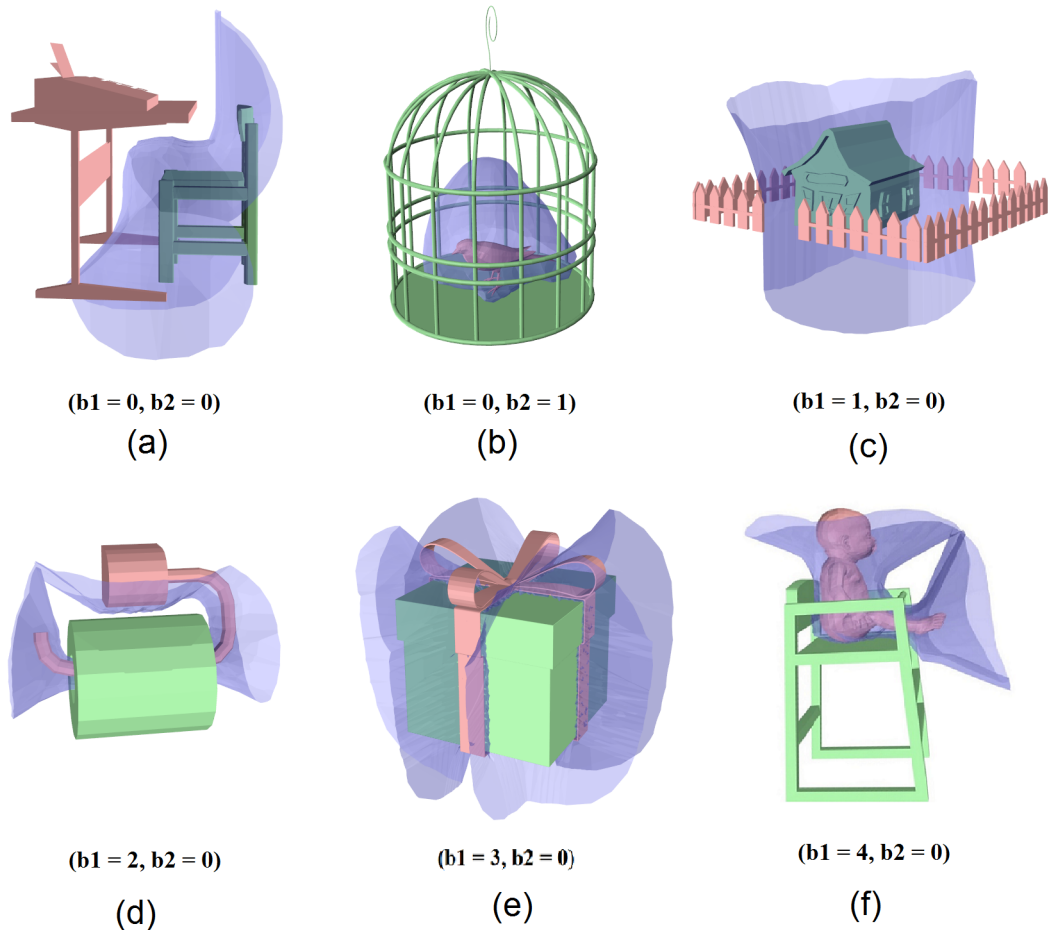 (b1 = 0, b2 = 0)
(b1 = 0, b2 = 1)
(b1 = 1, b2 = 0)
(a)
(b)
(c)
(b1 = 2, b2 = 0)
(b1 = 3, b2 = 0)
(b1 = 4, b2 = 0)
(d)
(e)
(f)